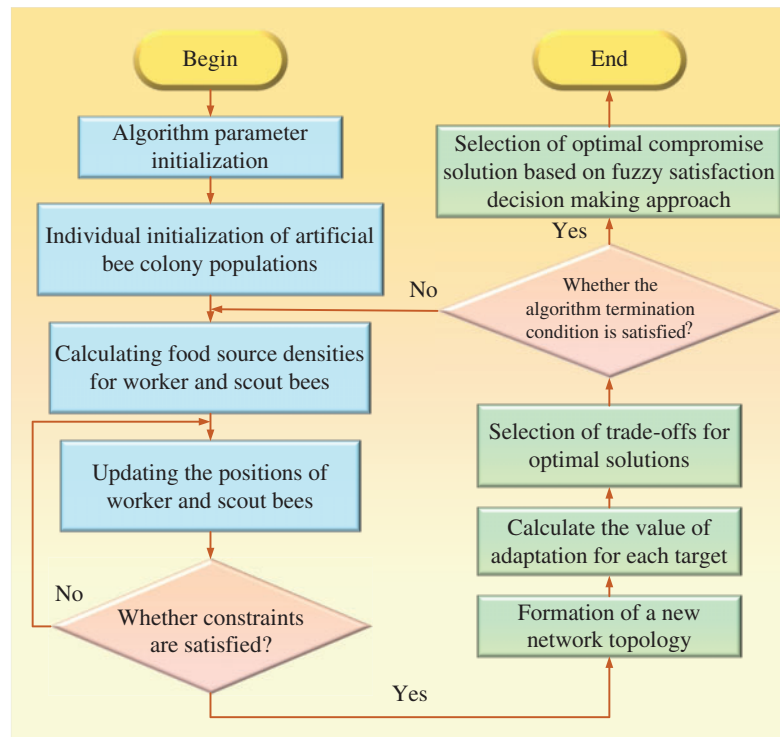 Begin
Algorithm parameter
initialization
Individual initialization of artificial
bee colony populations
Calculating food source densities
for worker and scout bees
Updating the positions of
worker and scout bees
No
Whether constraints
are satisfied?
Yes
End
Selection of optimal compromise
solution based on fuzzy satisfaction
decision making approach
Yes
No
Whether the
algorithm termination
condition is satisfied?
Selection of trade-offs for
optimal solutions
Calculate the value of
adaptation for each target
Formation of a new
network topology